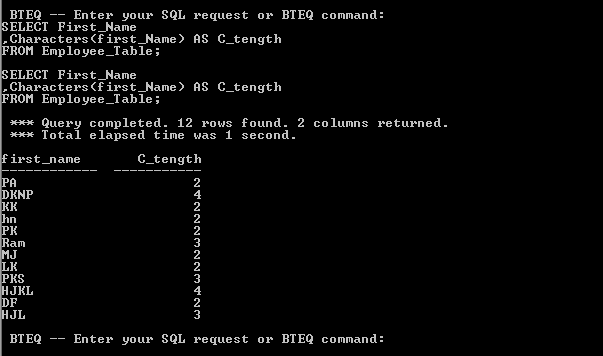 BTEQ -- Enter your SQL request or BTEQ command:
SELECT First_Name
,Characters(first_Name) AS C_tength
FROM Employee_Table;
SELECT First_Name
,Characters(first_Name) AS C_tength
FROM Employee_Table;
*** Query completed. 12 rows found. 2 columns returned.
*** Total elapsed time was 1 second.
first_name C_tength
------------ -----------
PA 2
DKNP 4
KK 2
hn 2
PK 2
Ram 3
MJ 2
LK 2
PKS 3
HJKL 4
DF 2
HJL 3
BTEQ -- Enter your SQL request or BTEQ command: